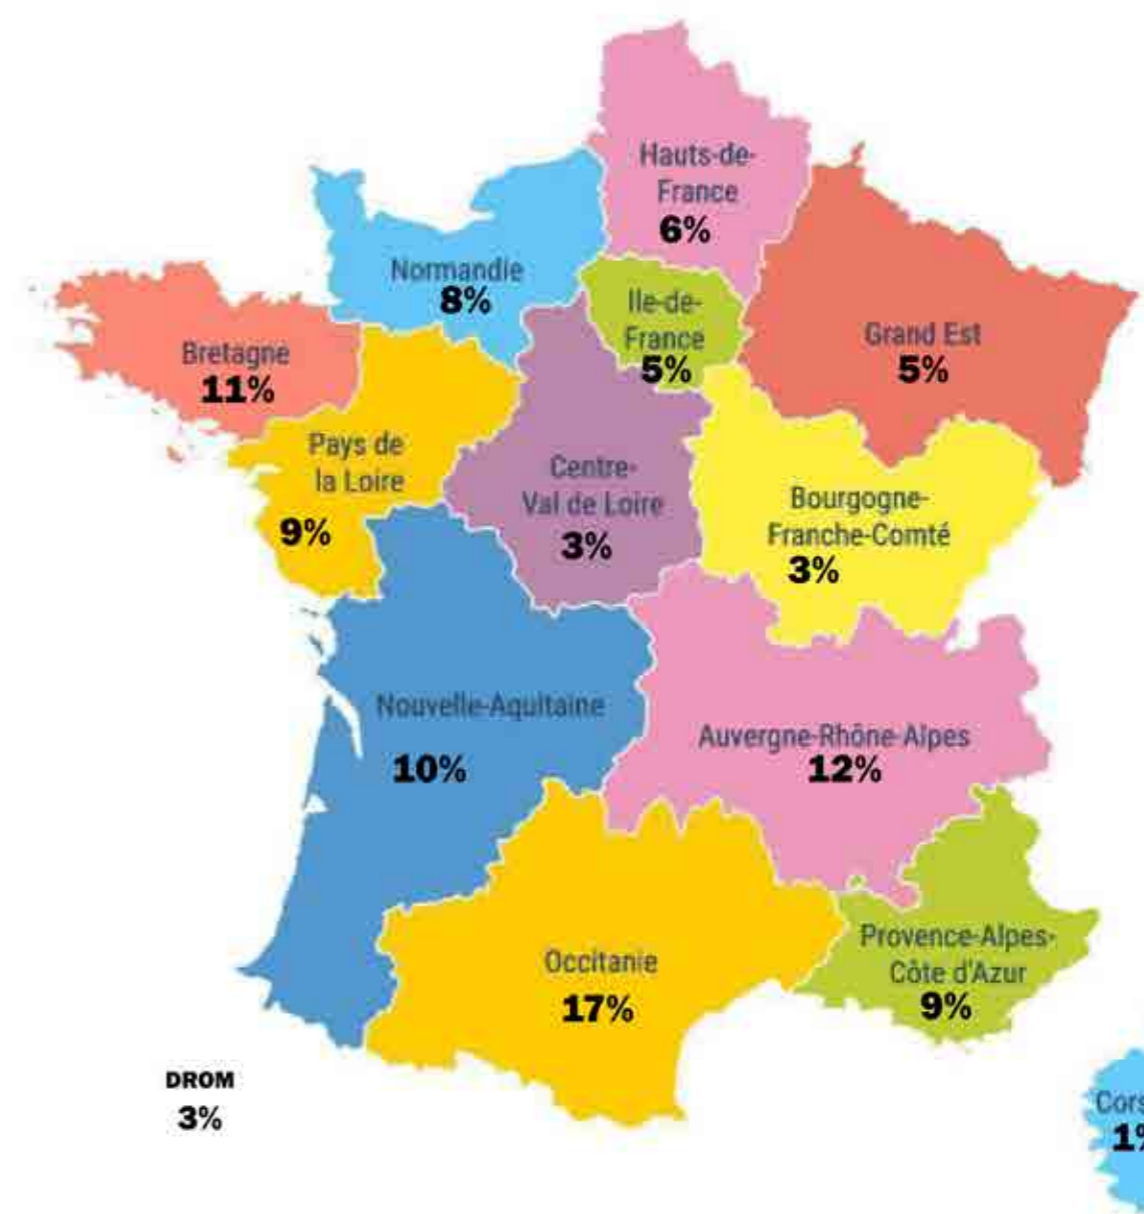 Hauts-de-
France
6%
Normandie
8%
Ile-de-
France
5%
Grand Est
5%
Bretagne
11%
Pays de
la Loire
9%
Centre-
Val de Loire
3%
Bourgogne-
Franche-Comté
3%
Nouvelle-Aquitaine
10%
Auvergne-Rhône-Alpes
12%
Occitanie
17%
Provence-Alpes-
Côte d'Azur
9%
DROM
3%
Cors
1%